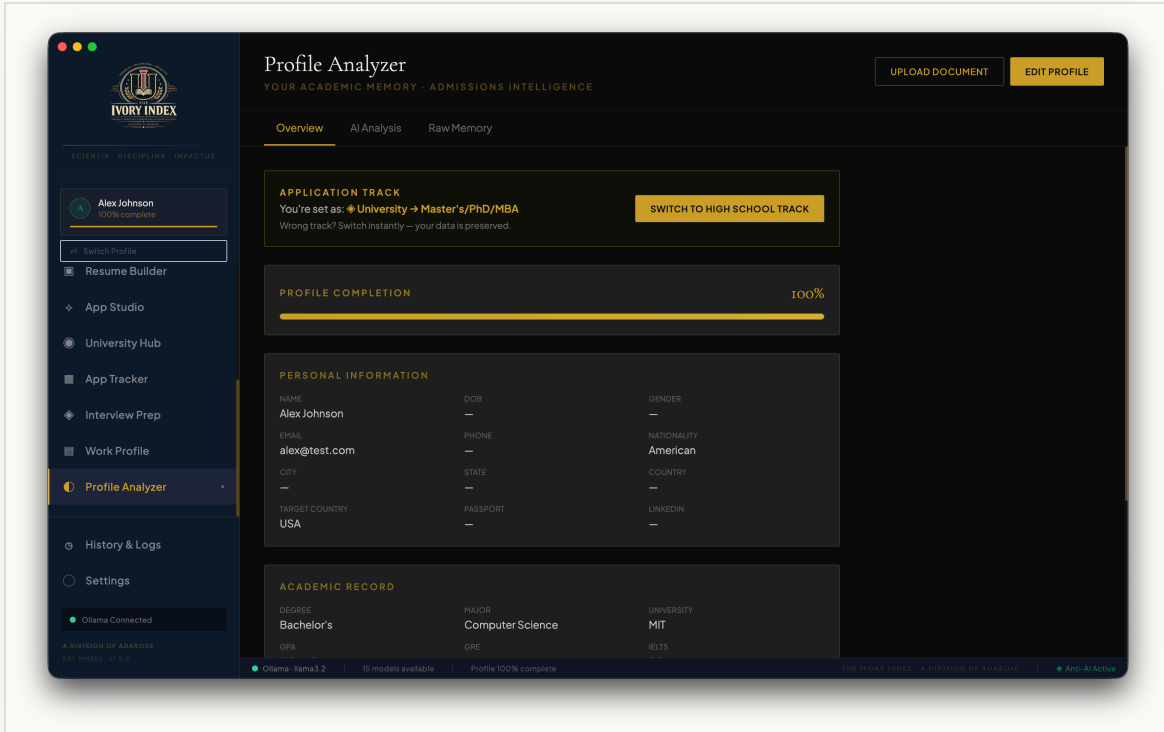 THE
IVORY INDEX
SCIENTIA · DISCIPLINA · IMPACTUS
A
Alex Johnson
100% complete
Switch Profile
Resume Builder
App Studio
University Hub
App Tracker
Interview Prep
Work Profile
Profile Analyzer
History & Logs
Settings
Ollama Connected
A DIVISION OF ADAROSE
EST. MMXXV · V1.0.0
Profile Analyzer
YOUR ACADEMIC MEMORY · ADMISSIONS INTELLIGENCE
UPLOAD DOCUMENT
EDIT PROFILE
Overview AI Analysis Raw Memory
APPLICATION TRACK
You're set as: ◈ University → Master's/PhD/MBA
Wrong track? Switch instantly — your data is preserved.
SWITCH TO HIGH SCHOOL TRACK
PROFILE COMPLETION 100%
PERSONAL INFORMATION
NAME DOB GENDER
Alex Johnson — —
EMAIL PHONE NATIONALITY
alex@test.com — American
CITY STATE COUNTRY
— — —
TARGET COUNTRY PASSPORT LINKEDIN
USA — —
ACADEMIC RECORD
DEGREE MAJOR UNIVERSITY
Bachelor's Computer Science MIT
GPA GRE IELTS
Ollama · llama3.2 15 models available Profile 100% complete THE IVORY INDEX · A DIVISION OF ADAROSE ◈ Anti-AI Active